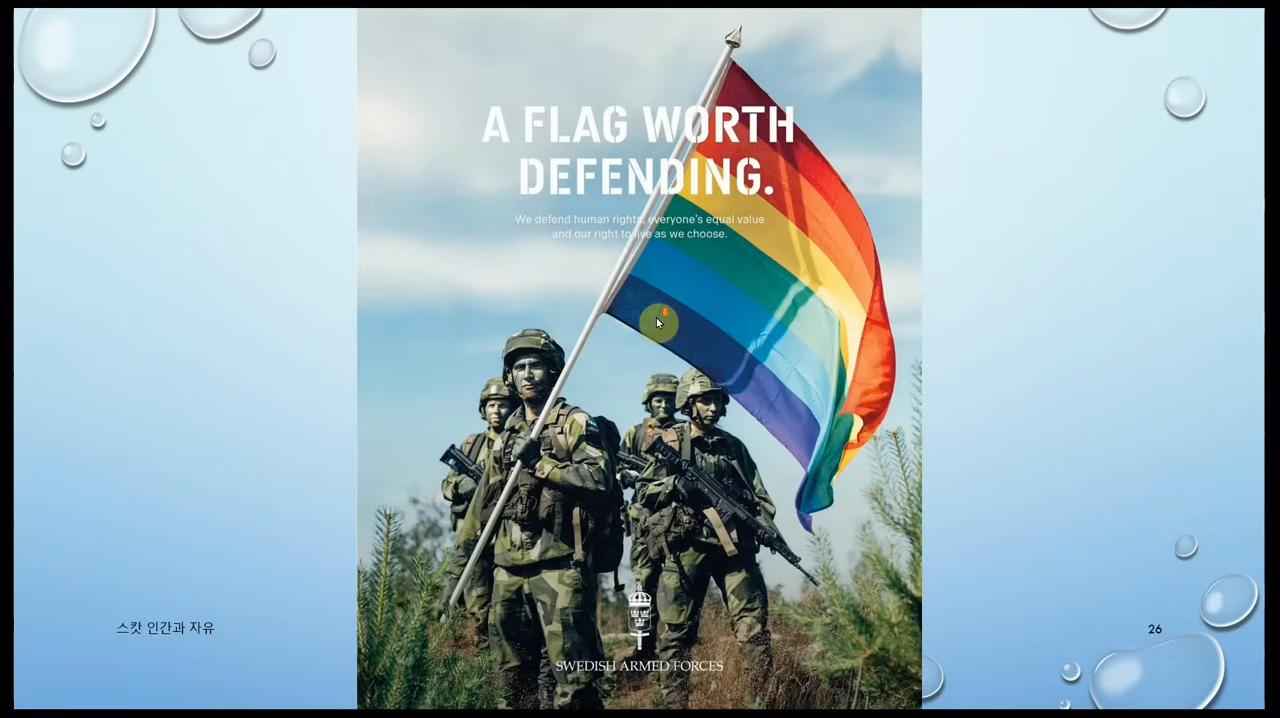 A FLAG WORTH
DEFENDING.
We defend human rights, everyone's equal value
and our right to live as we choose.
SWEDISH ARMED FORCES
스캇 인간과 자유
26